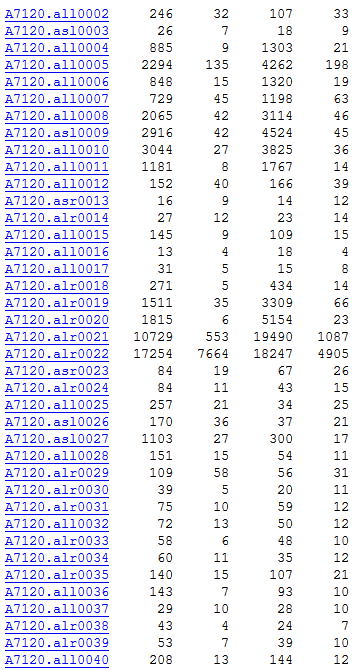 A7120.all0002 246 32 107 33
A7120.asl0003 26 7 18 9
A7120.all0004 885 9 1303 21
A7120.all0005 2294 135 4262 198
A7120.all0006 848 15 1320 19
A7120.all0007 729 45 1198 63
A7120.all0008 2065 42 3114 46
A7120.asl0009 2916 42 4524 45
A7120.all0010 3044 27 3825 36
A7120.all0011 1181 8 1767 14
A7120.all0012 152 40 166 39
A7120.asr0013 16 9 14 12
A7120.alr0014 27 12 23 14
A7120.all0015 145 9 109 15
A7120.all0016 13 4 18 4
A7120.all0017 31 5 15 8
A7120.alr0018 271 5 434 14
A7120.alr0019 1511 35 3309 66
A7120.alr0020 1815 6 5154 23
A7120.alr0021 10729 553 19490 1087
A7120.alr0022 17254 7664 18247 4905
A7120.asr0023 84 19 67 26
A7120.alr0024 84 11 43 15
A7120.all0025 257 21 34 25
A7120.asl0026 170 36 37 21
A7120.asl0027 1103 27 300 17
A7120.all0028 151 15 54 11
A7120.alr0029 109 58 56 31
A7120.alr0030 39 5 20 11
A7120.alr0031 75 10 59 12
A7120.all0032 72 13 50 12
A7120.alr0033 58 6 48 10
A7120.alr0034 60 11 35 12
A7120.alr0035 140 15 107 21
A7120.all0036 143 7 93 10
A7120.all0037 29 10 28 10
A7120.alr0038 43 4 24 7
A7120.alr0039 53 7 39 10
A7120.all0040 208 13 144 12